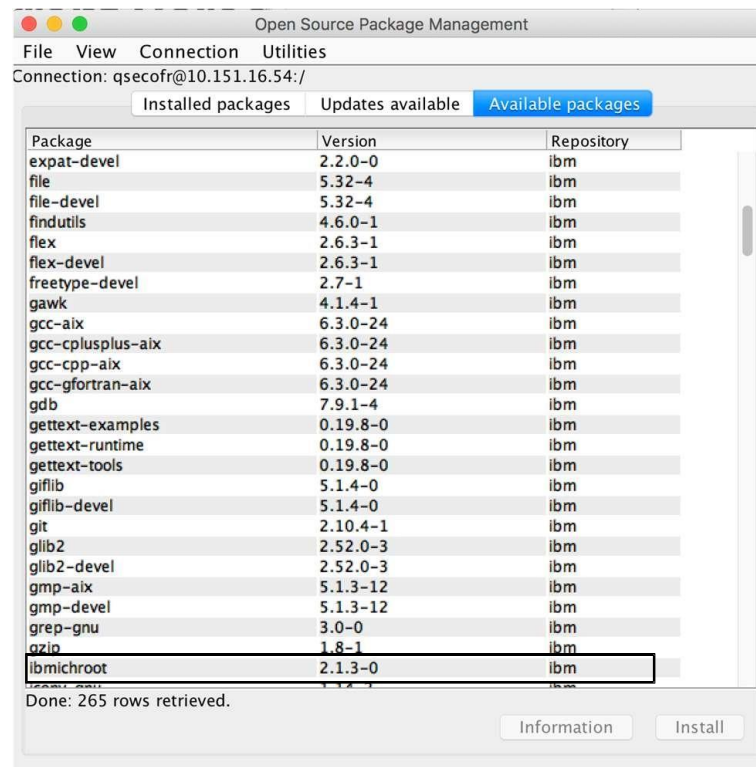 Open Source Package Management
File View Connection Utilities
Connection: qsecofr@10.151.16.54:/
Installed packages Updates available Available packages
Package Version Repository
expat-devel 2.2.0-0 ibm
file 5.32-4 ibm
file-devel 5.32-4 ibm
findutils 4.6.0-1 ibm
flex 2.6.3-1 ibm
flex-devel 2.6.3-1 ibm
freetype-devel 2.7-1 ibm
gawk 4.1.4-1 ibm
gcc-aix 6.3.0-24 ibm
gcc-cplusplus-aix 6.3.0-24 ibm
gcc-cpp-aix 6.3.0-24 ibm
gcc-gfortran-aix 6.3.0-24 ibm
gdb 7.9.1-4 ibm
gettext-examples 0.19.8-0 ibm
gettext-runtime 0.19.8-0 ibm
gettext-tools 0.19.8-0 ibm
giflib 5.1.4-0 ibm
giflib-devel 5.1.4-0 ibm
git 2.10.4-1 ibm
glib2 2.52.0-3 ibm
glib2-devel 2.52.0-3 ibm
gmp-aix 5.1.3-12 ibm
gmp-devel 5.1.3-12 ibm
grep-gnu 3.0-0 ibm
gzip 1.8-1 ibm
ibmichroot 2.1.3-0 ibm
Done: 265 rows retrieved.
Information Install